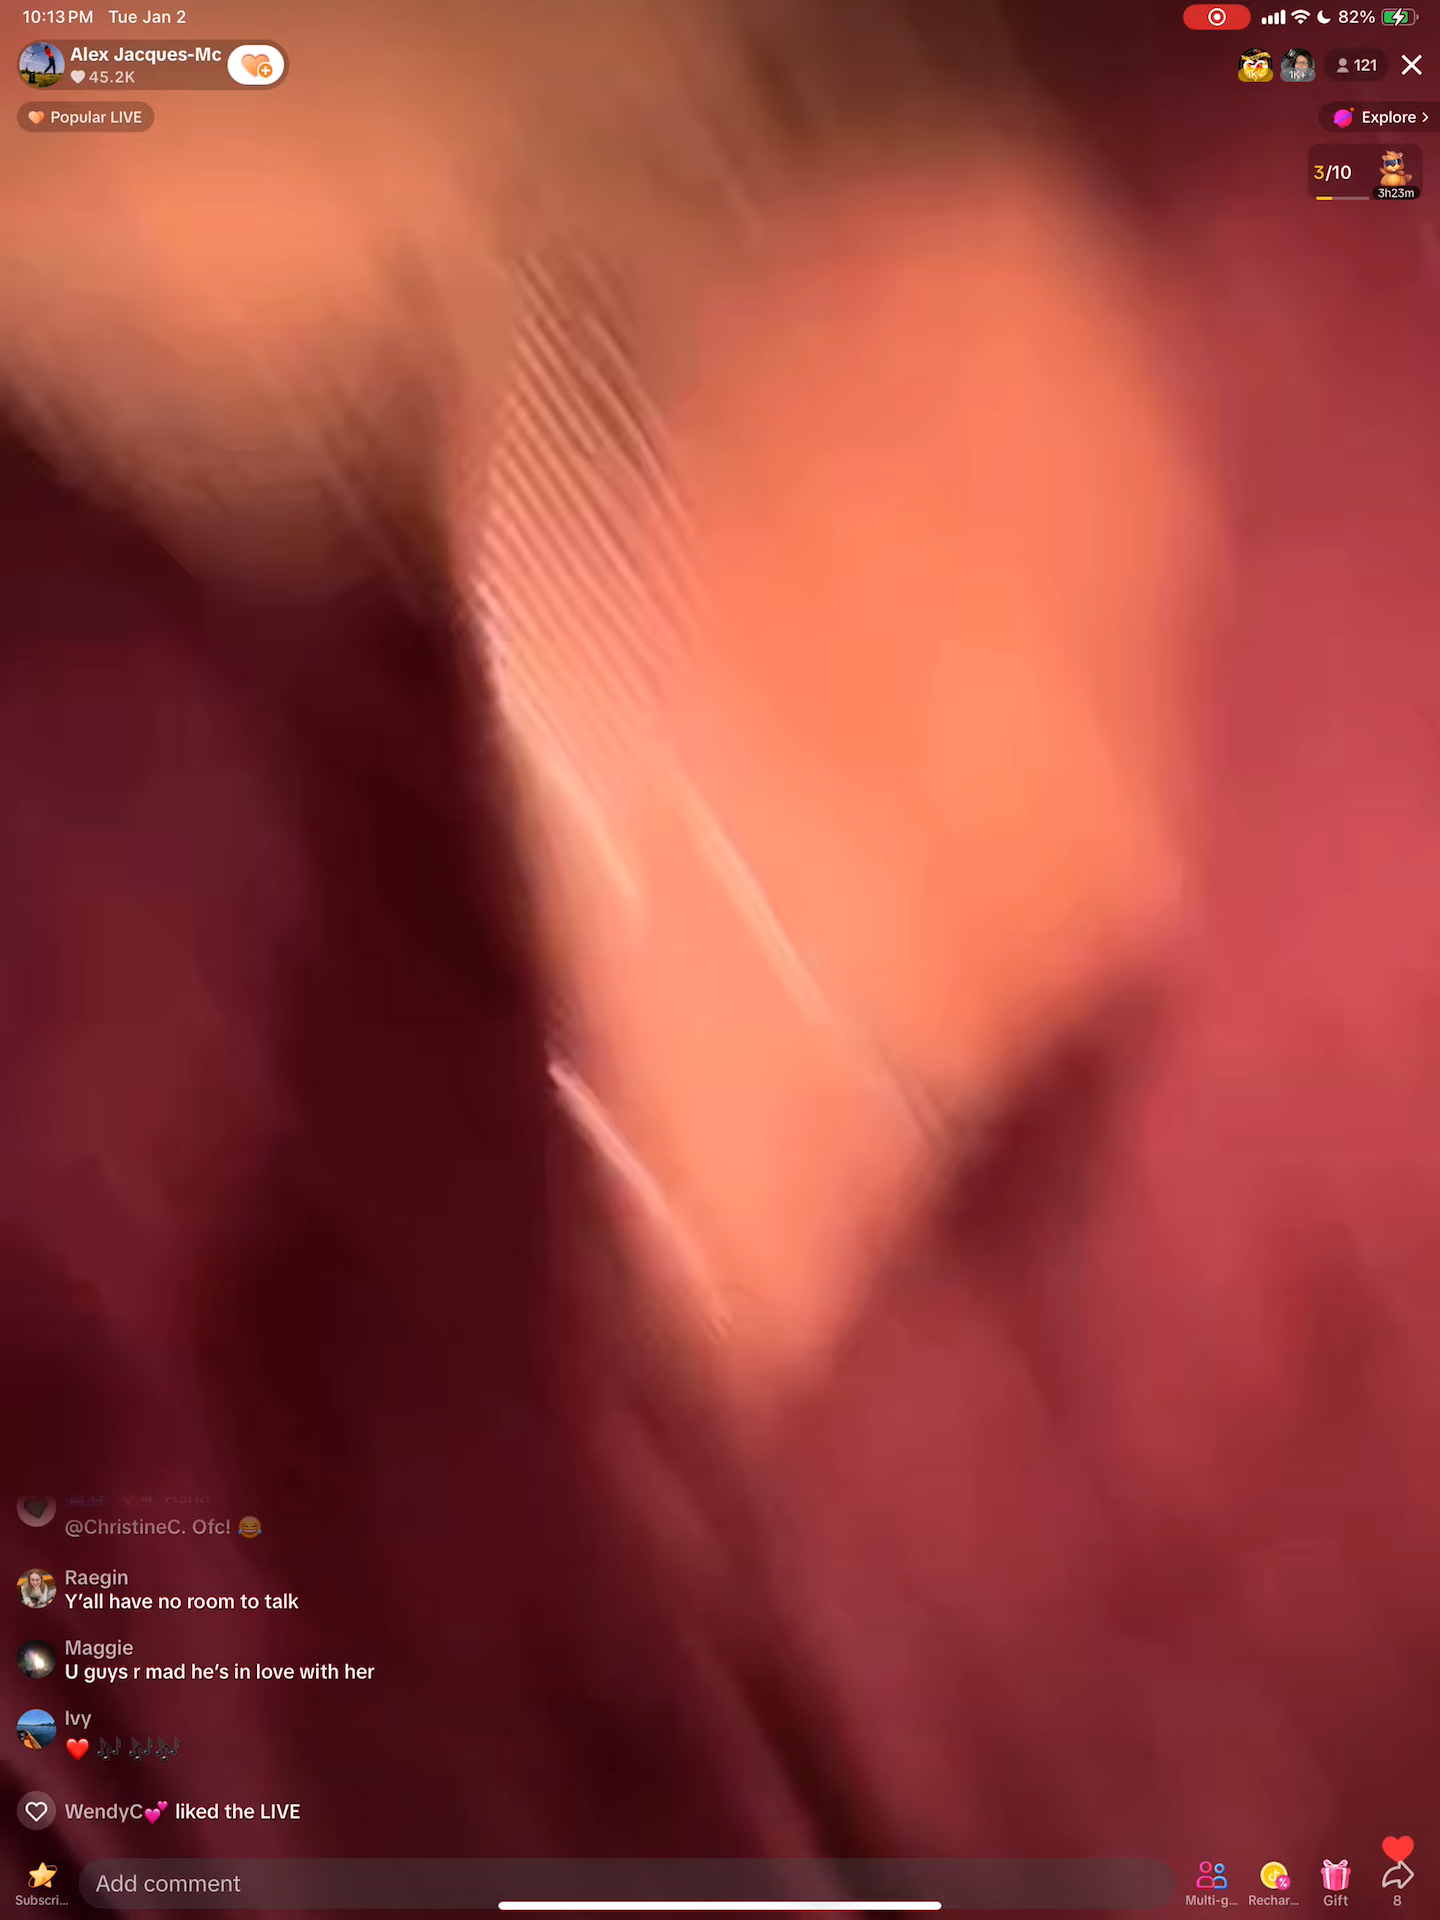 10:13 PM Tue Jan 2
82%
Alex Jacques-Mc
45.2K
1K+ 1K+
121
Popular LIVE
Explore >
3/10
3h23m
@ChristineC. Ofc! 😂
Raegin
Y’all have no room to talk
Maggie
U guys r mad he’s in love with her
Ivy
❤️ 🎶 🎶🎶
WendyC💕 liked the LIVE
Subscri...
Add comment
Multi-g...
Rechar...
Gift
8